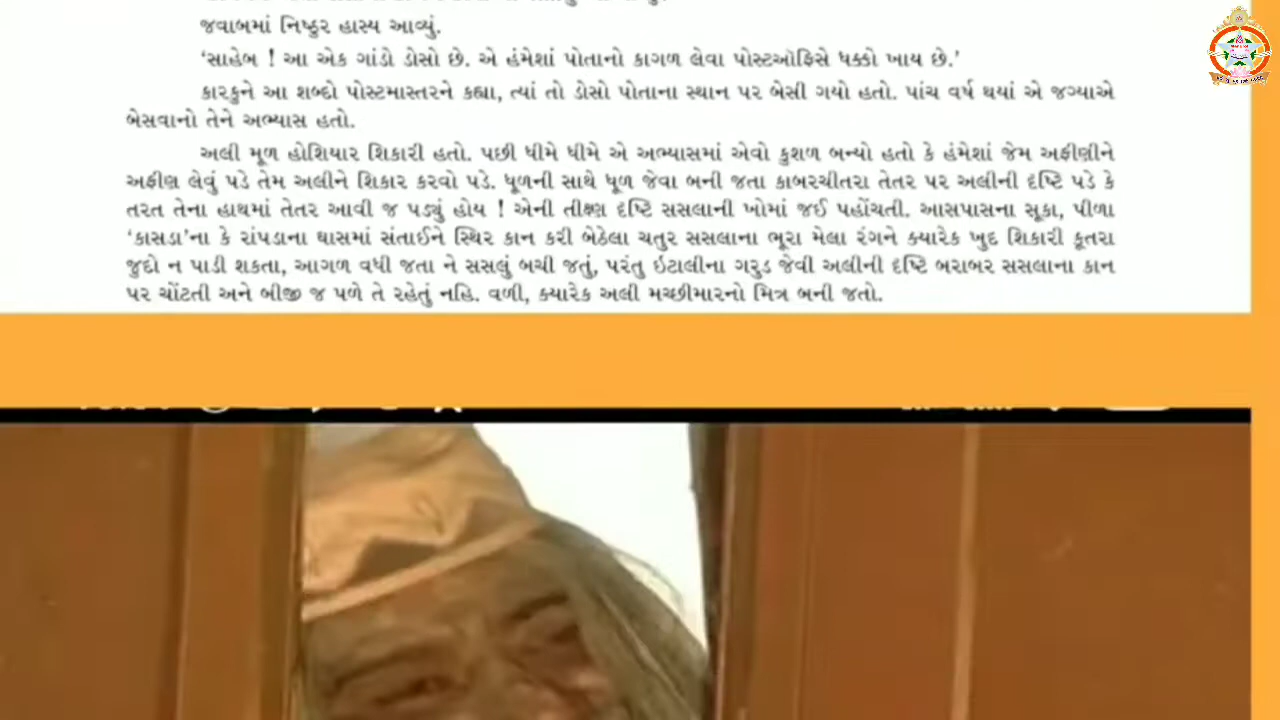 જવાબમાં નિષ્ઠુર હાસ્ય આવ્યું.
‘સાહેબ ! આ એક ગાંડો ડોસો છે. એ હંમેશાં પોતાનો કાગળ લેવા પોસ્ટઑફિસે ધક્કો ખાય છે.’
કારકુને આ શબ્દો પોસ્ટમાસ્તરને કહ્યા, ત્યાં તો ડોસો પોતાના સ્થાન પર બેસી ગયો હતો. પાંચ વર્ષ થયાં એ જગ્યાએ
બેસવાનો તેને અભ્યાસ હતો.
અલી મૂળ હોશિયાર શિકારી હતો. પછી ધીમે ધીમે એ અભ્યાસમાં એવો કુશળ બન્યો હતો કે હંમેશાં જેમ અફીણીને
અફીણ લેવું પડે તેમ અલીને શિકાર કરવો પડે. ધૂળની સાથે ધૂળ જેવા બની જતા કાબરચીતરા તેતર પર અલીની દૃષ્ટિ પડે કે
તરત તેના હાથમાં તેતર આવી જ પડ્યું હોય ! એની તીક્ષ્ણ દૃષ્ટિ સસલાની ખોમાં જઈ પહોંચતી. આસપાસના સૂકા, પીળા
‘કાસડા’ના કે રાંપડાના ઘાસમાં સંતાઈને સ્થિર કાન કરી બેઠેલા ચતુર સસલાના ભૂરા મેલા રંગને ક્યારેક ખુદ શિકારી કૂતરા
જુદો ન પાડી શકતા, આગળ વધી જતા ને સસલું બચી જતું, પરંતુ ઇટાલીના ગરુડ જેવી અલીની દૃષ્ટિ બરાબર સસલાના કાન
પર ચોંટતી અને બીજી જ પળે તે રહેતું નહિ. વળી, ક્યારેક અલી મચ્છીમારનો મિત્ર બની જતો.